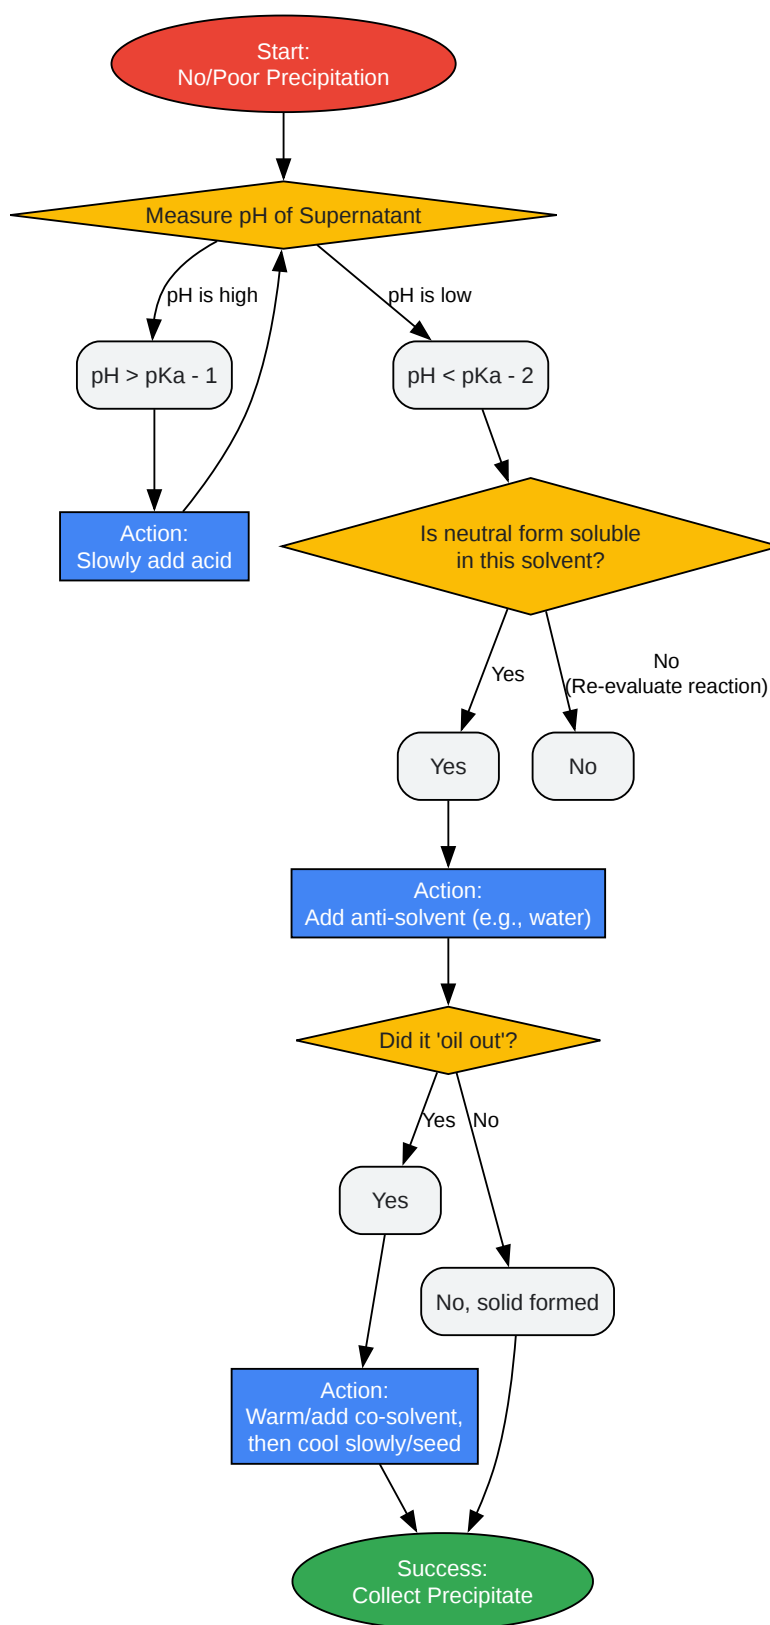 Start:
No/Poor Precipitation
Measure pH of Supernatant
pH is high
pH is low
pH > pKa - 1
pH < pKa - 2
Action:
Slowly add acid
Is neutral form soluble
in this solvent?
Yes
No
(Re-evaluate reaction)
Yes
No
Action:
Add anti-solvent (e.g., water)
Did it 'oil out'?
Yes
No
Yes
No, solid formed
Action:
Warm/add co-solvent,
then cool slowly/seed
Success:
Collect Precipitate